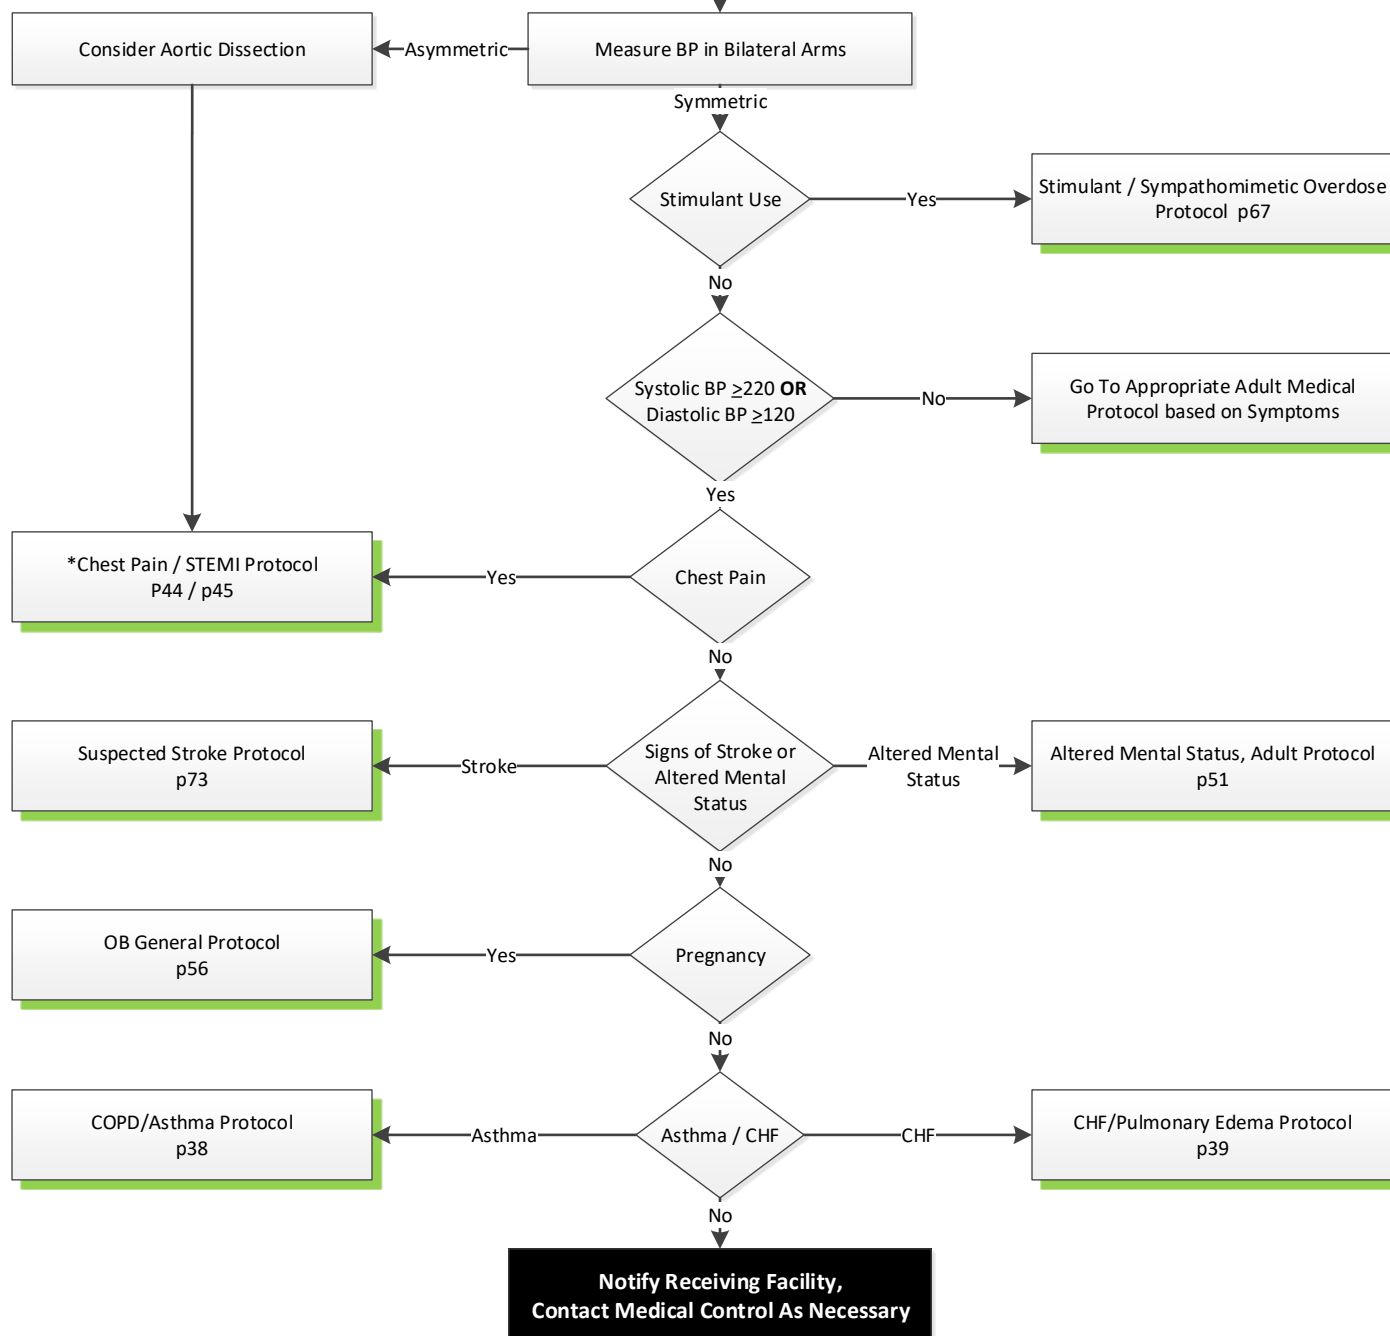 Consider Aortic Dissection
Asymmetric
Measure BP in Bilateral Arms
Symmetric
Stimulant Use
Yes
Stimulant / Sympathomimetic Overdose
Protocol p67
No
Systolic BP ≥220 OR
Diastolic BP ≥120
No
Go To Appropriate Adult Medical
Protocol based on Symptoms
Yes
*Chest Pain / STEMI Protocol
P44 / p45
Yes
Chest Pain
No
Suspected Stroke Protocol
p73
Stroke
Signs of Stroke or
Altered Mental
Status
Altered Mental
Status
Altered Mental Status, Adult Protocol
p51
No
OB General Protocol
p56
Yes
Pregnancy
No
COPD/Asthma Protocol
p38
Asthma
Asthma / CHF
CHF
CHF/Pulmonary Edema Protocol
p39
No
Notify Receiving Facility,
Contact Medical Control As Necessary